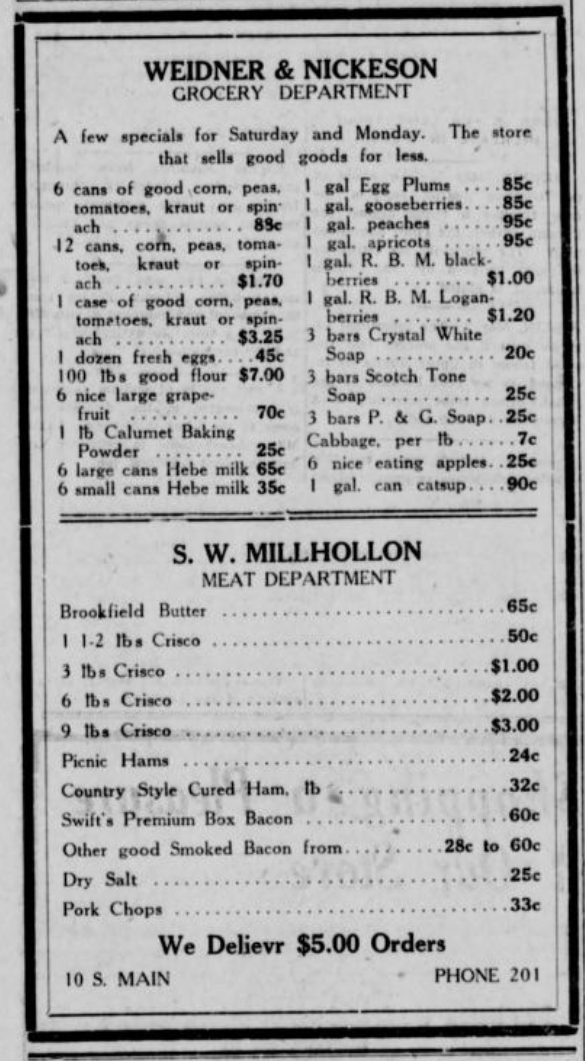 WEIDNER & NICKESON
GROCERY DEPARTMENT
A few specials for Saturday and Monday. The store
that sells good goods for less.
6 cans of good corn, peas,
tomatoes, kraut or spin-
ach ............ 88c
12 cans, corn, peas, toma-
toes, kraut or spin-
ach ........... $1.70
1 case of good corn, peas,
tomatoes, kraut or spin-
ach ........... $3.25
1 dozen fresh eggs....45c
100 lbs good flour $7.00
6 nice large grape-
fruit .......... 70c
1 lb Calumet Baking
Powder ........ 25c
6 large cans Hebe milk 65c
6 small cans Hebe milk 35c
1 gal Egg Plums ....85c
1 gal. gooseberries....85c
1 gal. peaches ......95c
1 gal. apricots ......95c
1 gal. R. B. M. black-
berries ........ $1.00
1 gal. R. B. M. Logan-
berries ........ $1.20
3 bars Crystal White
Soap ............ 20c
3 bars Scotch Tone
Soap ........... 25c
3 bars P. & G. Soap..25c
Cabbage, per lb ......7c
6 nice eating apples..25c
1 gal. can catsup....90c
S. W. MILLHOLLON
MEAT DEPARTMENT
Brookfield Butter ............................65c
1 1-2 lbs Crisco .............................50c
3 lbs Crisco ...............................$1.00
6 lbs Crisco ...............................$2.00
9 lbs Crisco ...............................$3.00
Picnic Hams ................................24c
Country Style Cured Ham, lb ................32c
Swift's Premium Box Bacon ..................60c
Other good Smoked Bacon from.........28c to 60c
Dry Salt ...................................25c
Pork Chops .................................33c
We Delievr $5.00 Orders
10 S. MAIN PHONE 201